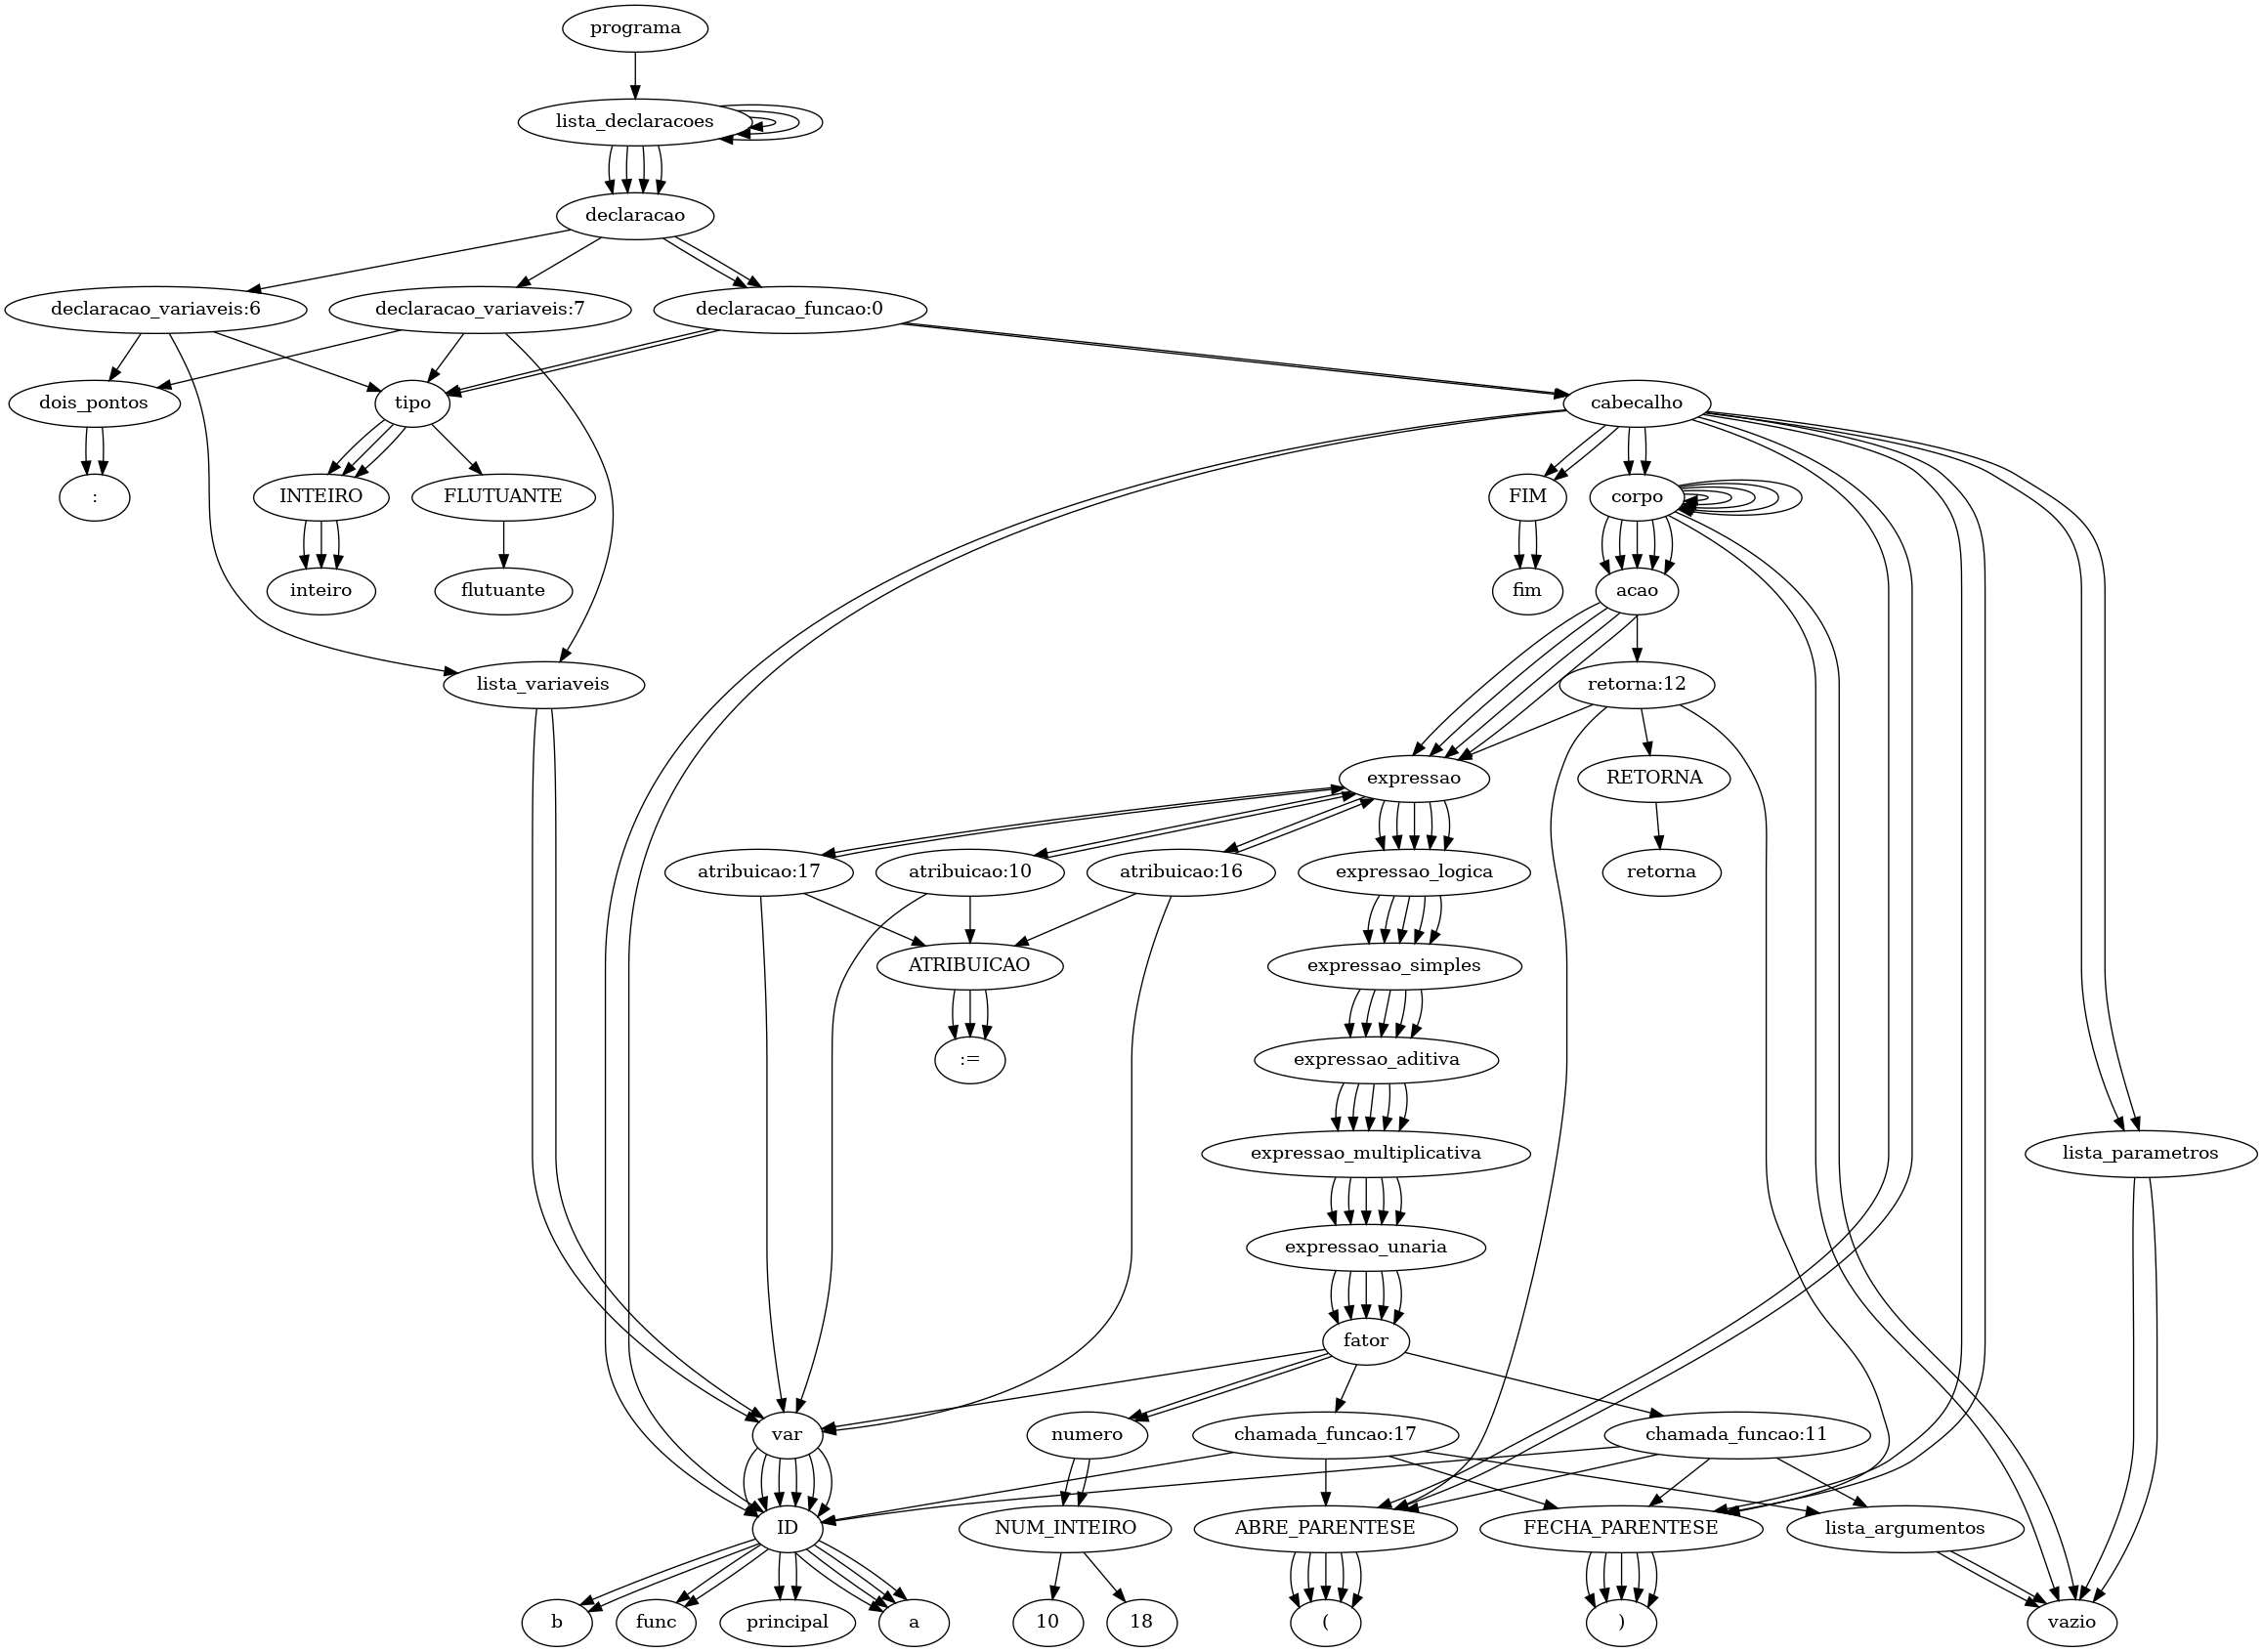 programa
lista_declaracoes
declaracao
declaracao_variaveis:6
declaracao_variaveis:7
declaracao_funcao:0
dois_pontos
tipo
cabecalho
:
INTEIRO
FLUTUANTE
FIM
corpo
inteiro
flutuante
fim
acao
lista_variaveis
retorna:12
expressao
RETORNA
atribuicao:17
atribuicao:10
atribuicao:16
expressao_logica
retorna
ATRIBUICAO
expressao_simples
:=
expressao_aditiva
expressao_multiplicativa
lista_parametros
expressao_unaria
fator
var
numero
chamada_funcao:17
chamada_funcao:11
ID
NUM_INTEIRO
ABRE_PARENTESE
FECHA_PARENTESE
lista_argumentos
b
func
principal
a
10
18
(
)
vazio